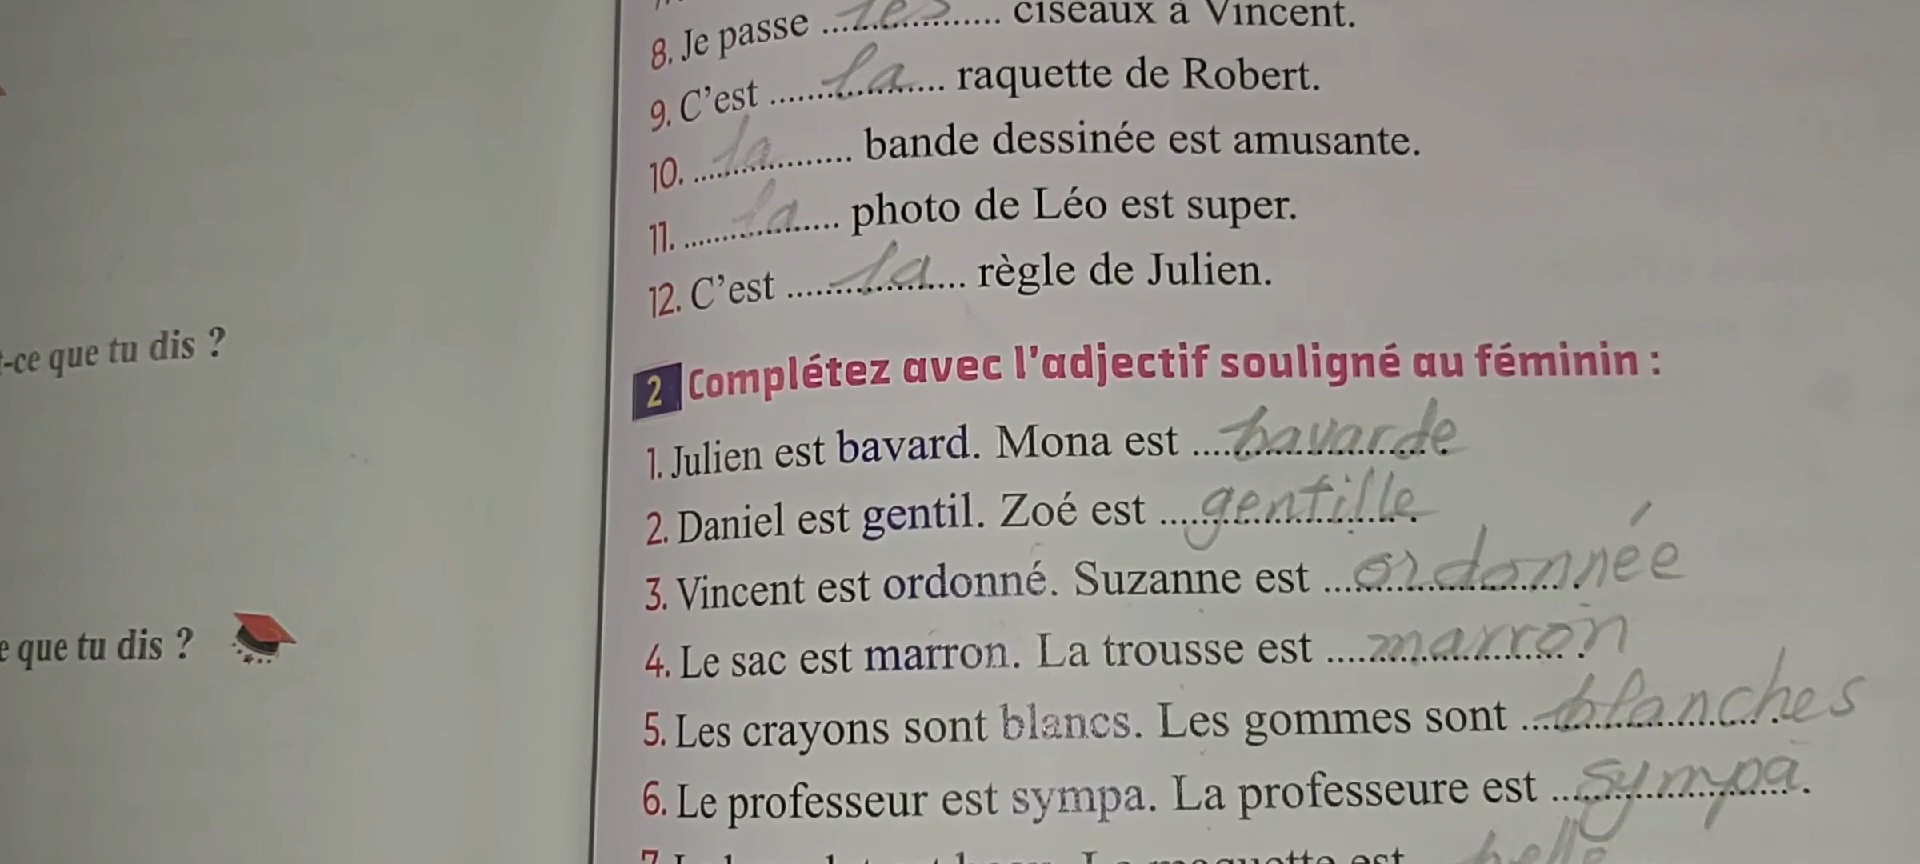 8. Je passe ....les.... ciseaux à Vincent.
9. C'est ....la.... raquette de Robert.
10. ....la.... bande dessinée est amusante.
11. ....la.... photo de Léo est super.
12. C'est ....la.... règle de Julien.
-ce que tu dis ?
2 Complétez avec l'adjectif souligné au féminin :
1. Julien est bavard. Mona est ....bavarde....
2. Daniel est gentil. Zoé est ....gentille....
3. Vincent est ordonné. Suzanne est ....ordonnée....
e que tu dis ?
4. Le sac est marron. La trousse est ....marron....
5. Les crayons sont blancs. Les gommes sont ....blanches....
6. Le professeur est sympa. La professeure est ....sympa....
est belle